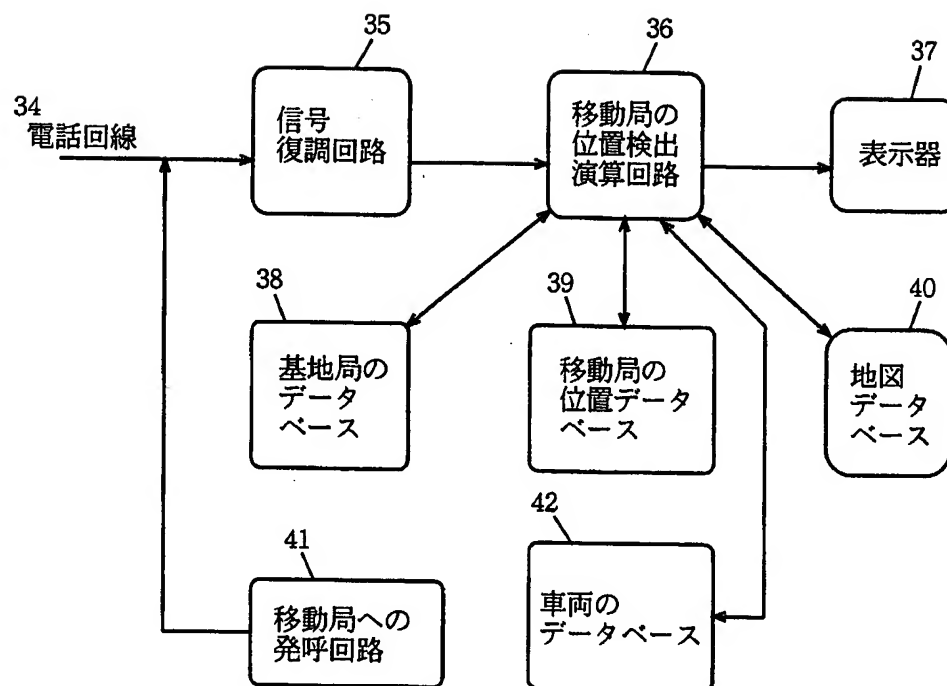 35
36
37
34
電話回線
信号
復調回路
移動局の
位置検出
演算回路
表示器
38
39
40
基地局の
データ
ベース
移動局の
位置データ
ベース
地図
データ
ベース
41
42
移動局への
発呼回路
車両の
データベース